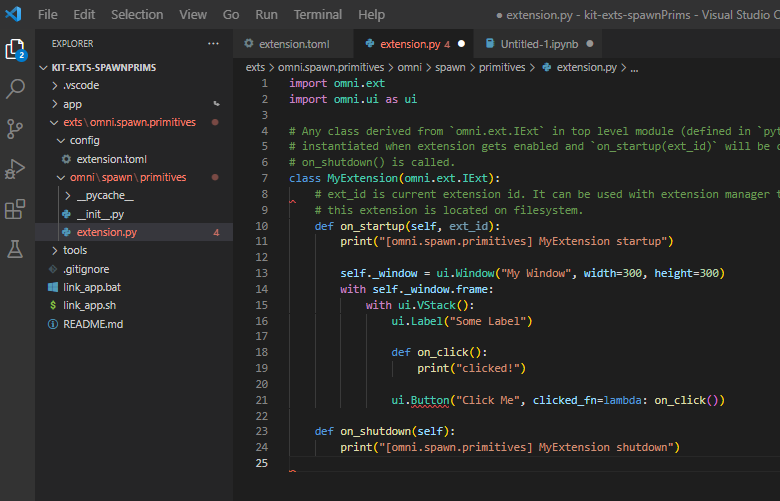 File Edit Selection View Go Run Terminal Help
● extension.py - kit-exts-spawnPrims - Visual Studio C
EXPLORER ...
extension.toml
extension.py 4
Untitled-1.ipynb
KIT-EXTS-SPAWNPRIMS
.vscode
app
exts\omni.spawn.primitives
config
extension.toml
omni\spawn\primitives
__pycache__
__init__.py
extension.py 4
tools
.gitignore
link_app.bat
$ link_app.sh
README.md
2
exts > omni.spawn.primitives > omni > spawn > primitives > extension.py > ...
1 import omni.ext
2 import omni.ui as ui
3
4 # Any class derived from `omni.ext.IExt` in top level module (defined in `pyt
5 # instantiated when extension gets enabled and `on_startup(ext_id)` will be c
6 # on_shutdown() is called.
7 class MyExtension(omni.ext.IExt):
8 # ext_id is current extension id. It can be used with extension manager t
9 # this extension is located on filesystem.
10 def on_startup(self, ext_id):
11 print("[omni.spawn.primitives] MyExtension startup")
12
13 self._window = ui.Window("My Window", width=300, height=300)
14 with self._window.frame:
15 with ui.VStack():
16 ui.Label("Some Label")
17
18 def on_click():
19 print("clicked!")
20
21 ui.Button("Click Me", clicked_fn=lambda: on_click())
22
23 def on_shutdown(self):
24 print("[omni.spawn.primitives] MyExtension shutdown")
25